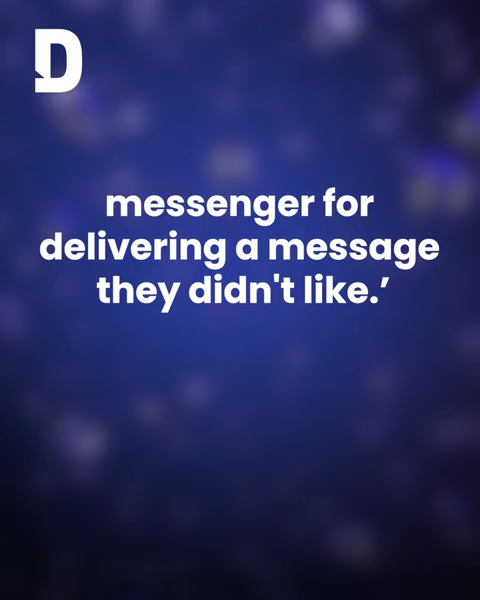 D
messenger for
delivering a message
they didn't like.’